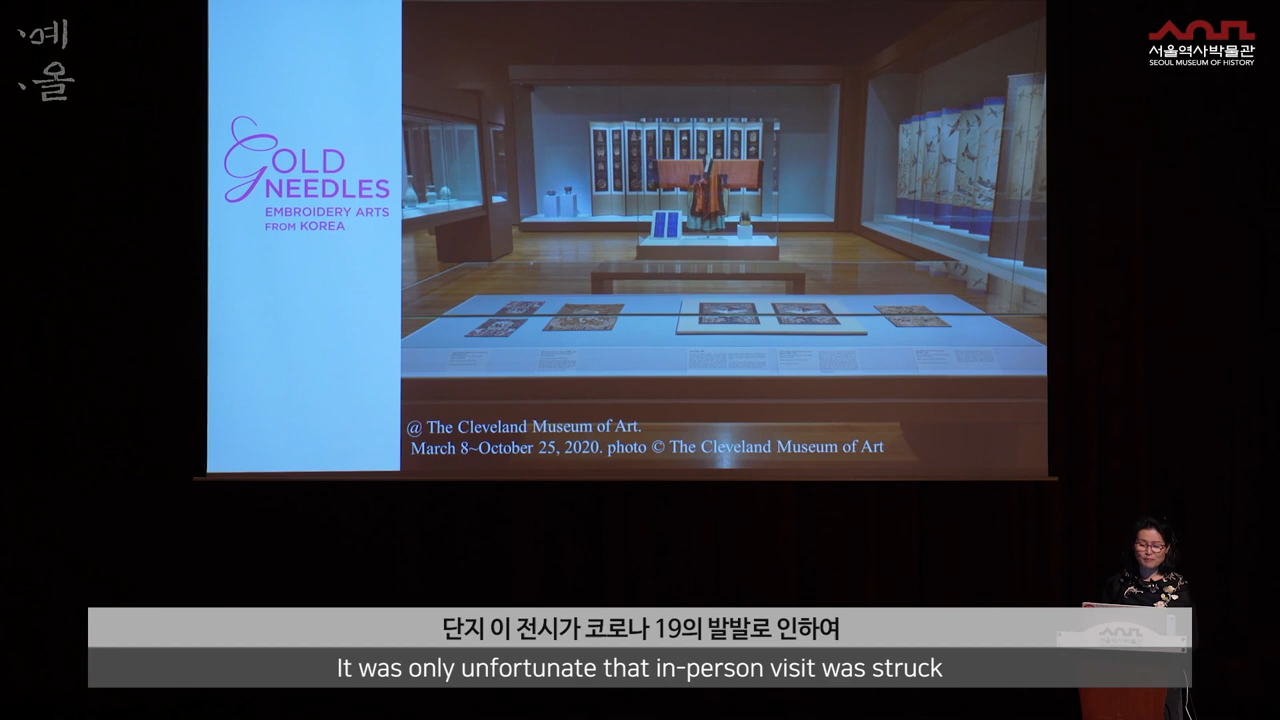 예올
서울역사박물관
SEOUL MUSEUM OF HISTORY
GOLD
NEEDLES
EMBROIDERY ARTS
FROM KOREA
@ The Cleveland Museum of Art.
March 8~October 25, 2020. photo © The Cleveland Museum of Art
단지 이 전시가 코로나 19의 발발로 인하여
It was only unfortunate that in-person visit was struck